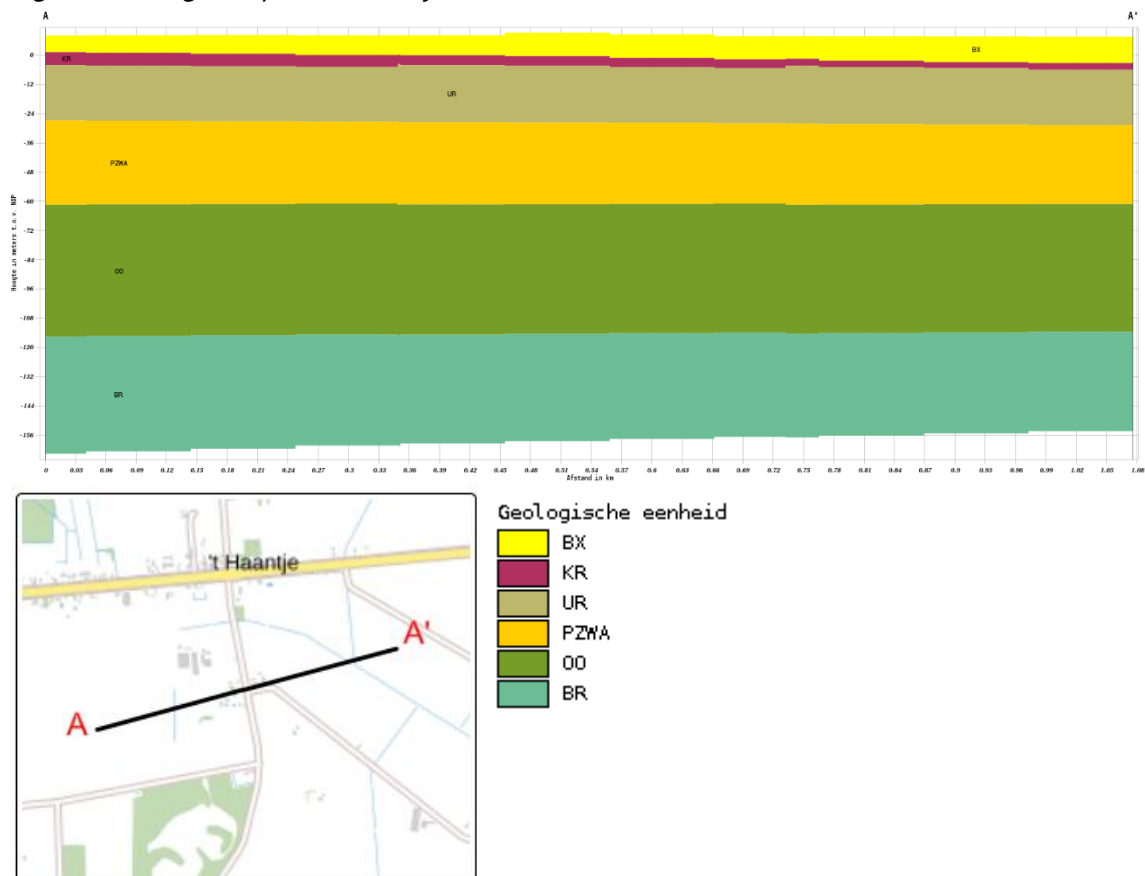 A A'
0
-12
-24
-36
-48
-60
-72
-84
-96
-108
-120
-132
-144
-156
Hoogte in meters t.o.v. NAP
KR
BX
UR
PZWA
OO
BR
0 0.03 0.06 0.09 0.12 0.15 0.18 0.21 0.24 0.27 0.3 0.33 0.36 0.39 0.42 0.45 0.48 0.51 0.54 0.57 0.6 0.63 0.66 0.69 0.72 0.75 0.78 0.81 0.84 0.87 0.9 0.93 0.96 0.99 1.02 1.05 1.08
Afstand in km
't Haantje
A'
A
Geologische eenheid
BX
KR
UR
PZWA
OO
BR